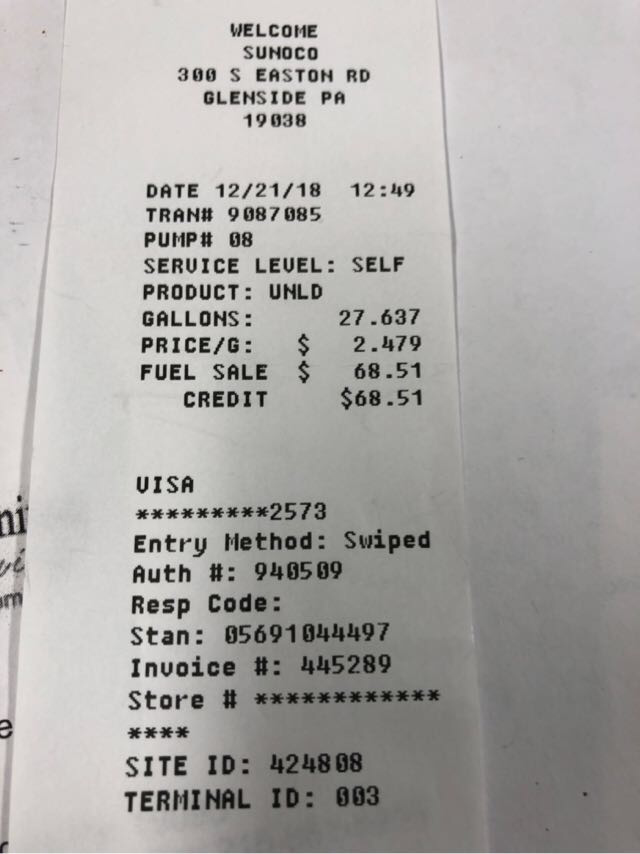 WELCOME
SUNOCO
300 S EASTON RD
GLENSIDE PA
19038
DATE 12/21/18 12:49
TRAN# 9087085
PUMP# 08
SERVICE LEVEL: SELF
PRODUCT: UNLD
GALLONS: 27.637
PRICE/G: $ 2.479
FUEL SALE $ 68.51
CREDIT $68.51
VISA
*********2573
Entry Method: Swiped
Auth #: 940509
Resp Code:
Stan: 05691044497
Invoice #: 445289
Store # ************
****
SITE ID: 424808
TERMINAL ID: 003